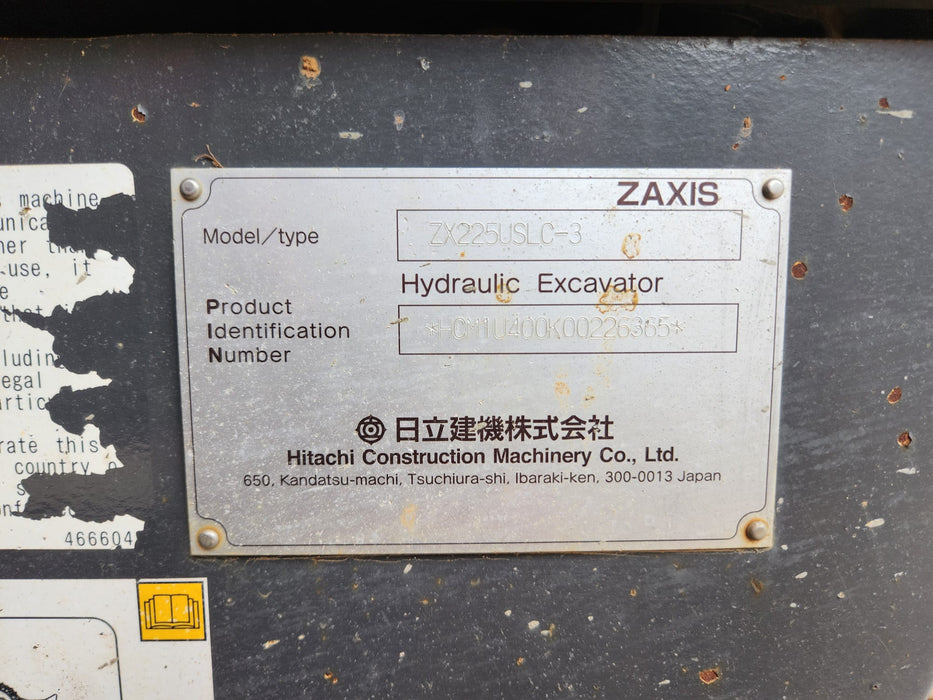 ZAXIS
Model/type
ZX225USLC-3
Hydraulic Excavator
Product
Identification
Number
*HCM1U400K00226365*
日立建機株式会社
Hitachi Construction Machinery Co., Ltd.
650, Kandatsu-machi, Tsuchiura-shi, Ibaraki-ken, 300-0013 Japan
machine
use, it
egal
rate this
country
466604